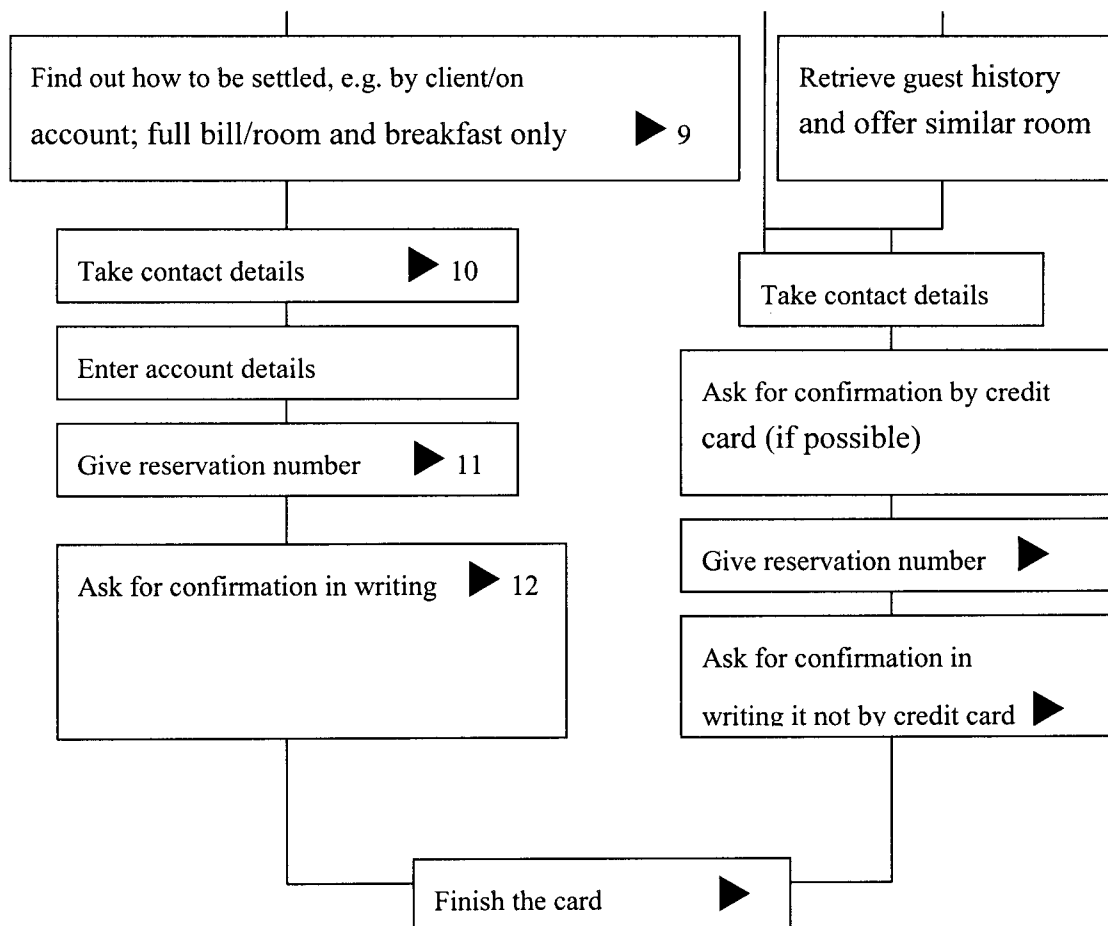 Find out how to be settled, e.g. by client/on
account; full bill/room and breakfast only ▶ 9
Retrieve guest history
and offer similar room
Take contact details ▶ 10
Take contact details
Enter account details
Ask for confirmation by credit
card (if possible)
Give reservation number ▶ 11
Give reservation number ▶
Ask for confirmation in writing ▶ 12
Ask for confirmation in
writing it not by credit card ▶
Finish the card ▶